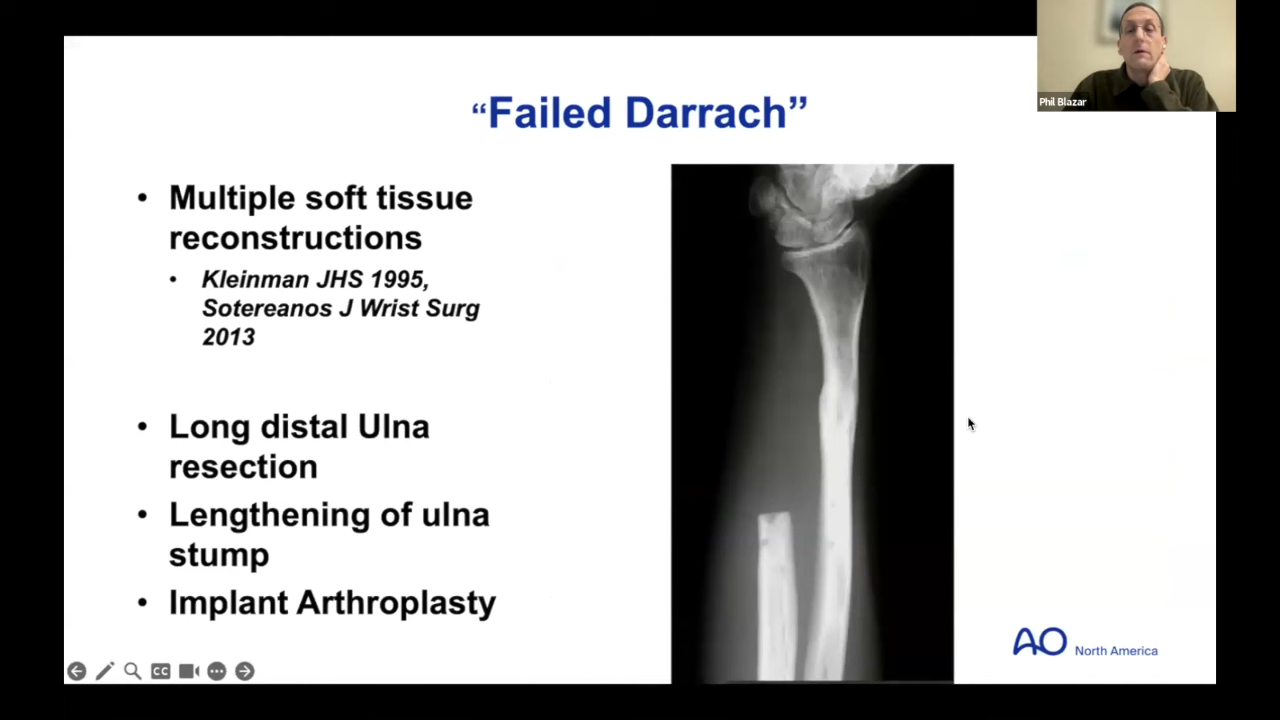 Phil Blazar
“Failed Darrach”
• Multiple soft tissue
reconstructions
• Kleinman JHS 1995,
Sotereanos J Wrist Surg
2013
• Long distal Ulna
resection
• Lengthening of ulna
stump
• Implant Arthroplasty
AO North America
CC